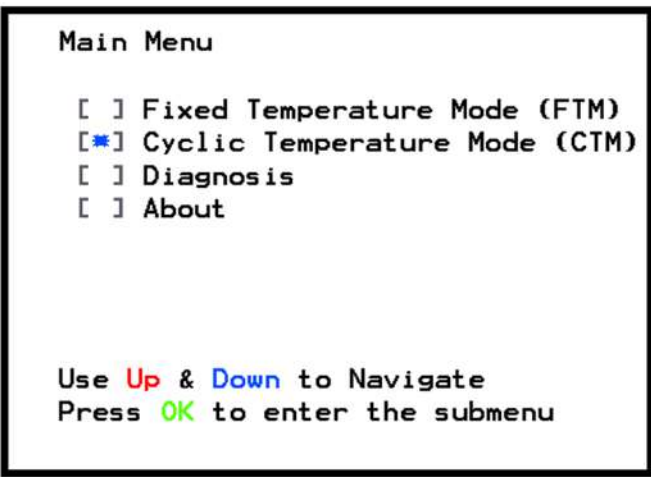 Main Menu
[ ] Fixed Temperature Mode (FTM)
[*] Cyclic Temperature Mode (CTM)
[ ] Diagnosis
[ ] About
Use Up & Down to Navigate
Press OK to enter the submenu